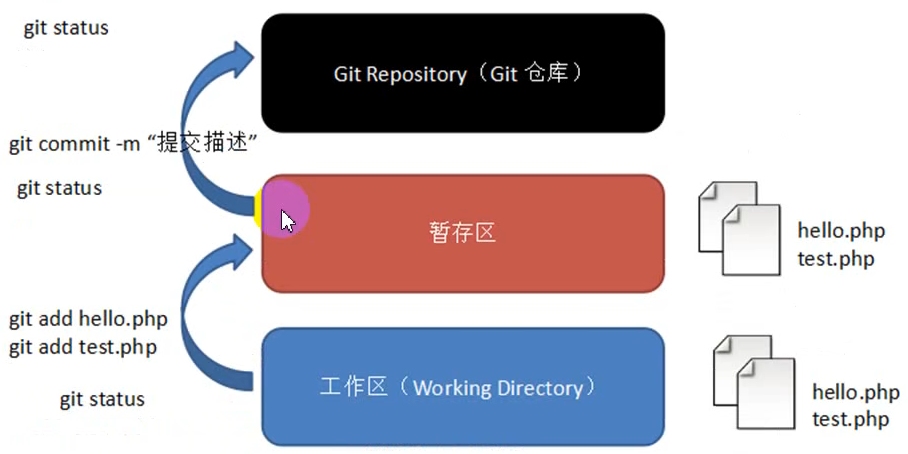 git status
Git Repository（Git 仓库）
git commit -m “提交描述”
git status
暂存区
hello.php
test.php
git add hello.php
git add test.php
工作区（Working Directory）
git status
hello.php
test.php